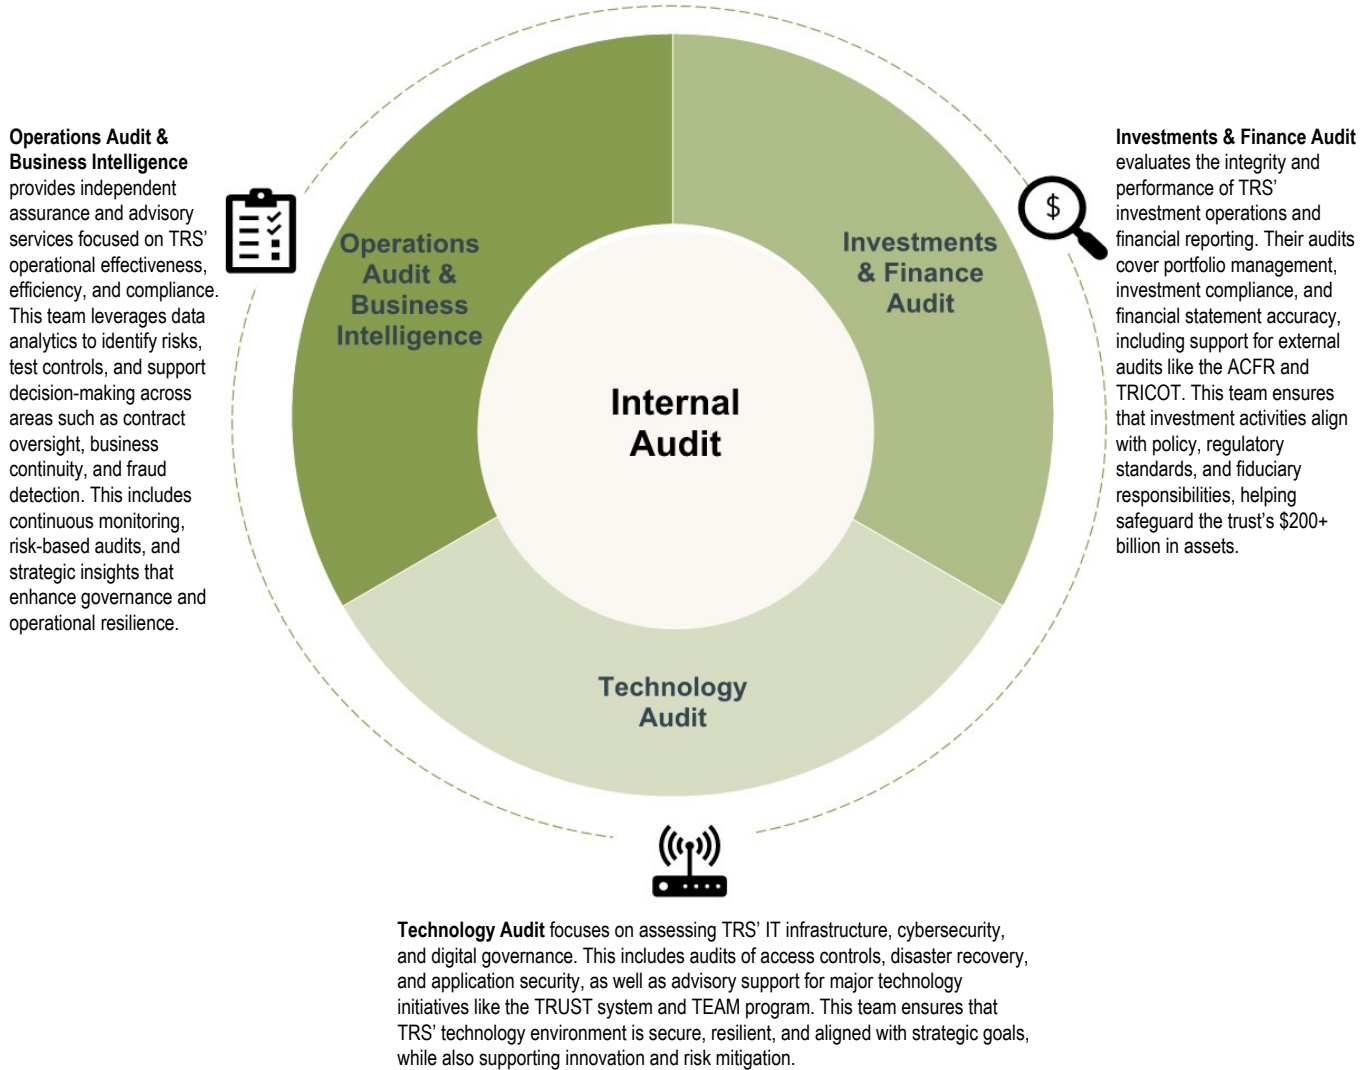 Operations Audit &
Business Intelligence
provides independent
assurance and advisory
services focused on TRS’
operational effectiveness,
efficiency, and compliance.
This team leverages data
analytics to identify risks,
test controls, and support
decision-making across
areas such as contract
oversight, business
continuity, and fraud
detection. This includes
continuous monitoring,
risk-based audits, and
strategic insights that
enhance governance and
operational resilience.
Operations
Audit &
Business
Intelligence
Investments
& Finance
Audit
Internal
Audit
Technology
Audit
$
Investments & Finance Audit
evaluates the integrity and
performance of TRS’
investment operations and
financial reporting. Their audits
cover portfolio management,
investment compliance, and
financial statement accuracy,
including support for external
audits like the ACFR and
TRICOT. This team ensures
that investment activities align
with policy, regulatory
standards, and fiduciary
responsibilities, helping
safeguard the trust’s $200+
billion in assets.
Technology Audit focuses on assessing TRS’ IT infrastructure, cybersecurity,
and digital governance. This includes audits of access controls, disaster recovery,
and application security, as well as advisory support for major technology
initiatives like the TRUST system and TEAM program. This team ensures that
TRS’ technology environment is secure, resilient, and aligned with strategic goals,
while also supporting innovation and risk mitigation.